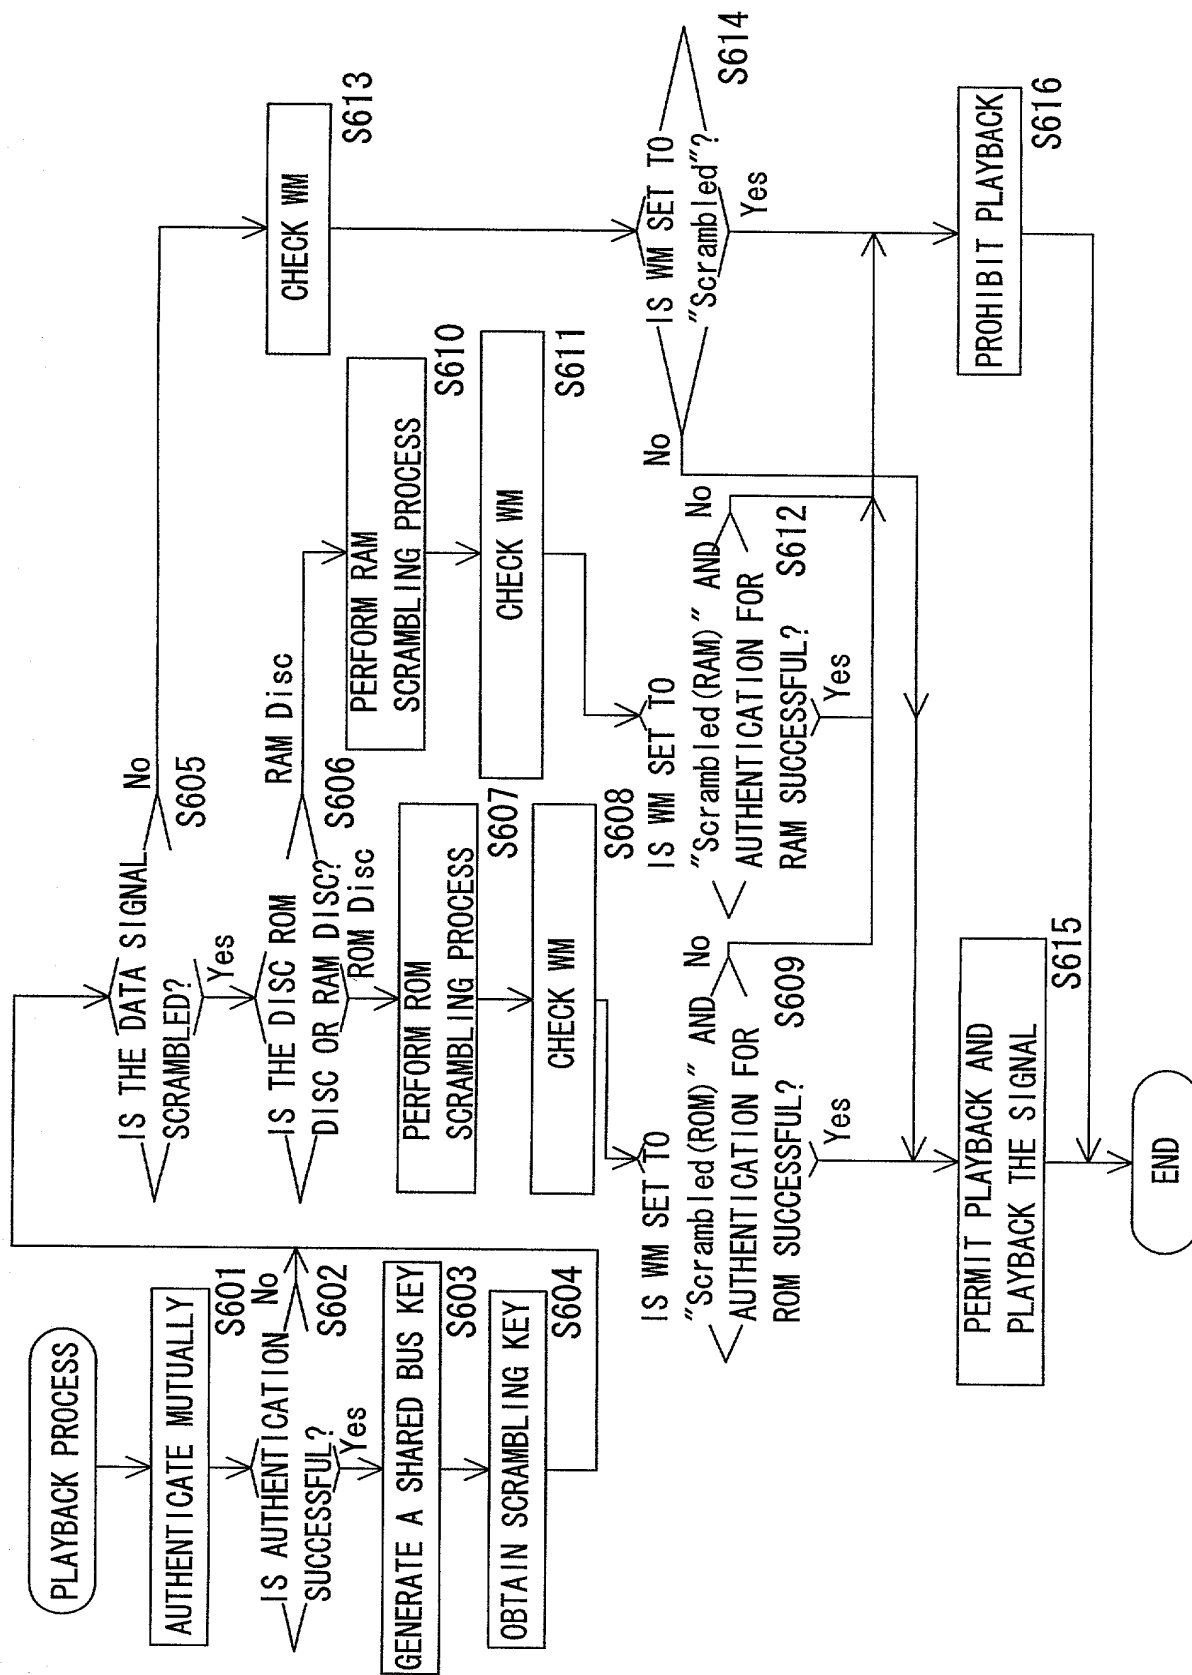 PLAYBACK PROCESS
AUTHENTICATE MUTUALLY
S601
IS AUTHENTICATION
SUCCESSFUL?
No
S602
Yes
GENERATE A SHARED BUS KEY
S603
OBTAIN SCRAMBLING KEY
S604
IS THE DATA SIGNAL
SCRAMBLED?
No
S605
Yes
IS THE DISC ROM
DISC OR RAM DISC?
RAM Disc
S606
ROM Disc
PERFORM ROM
SCRAMBLING PROCESS
S607
CHECK WM
S608
IS WM SET TO
"Scrambled(ROM)" AND
AUTHENTICATION FOR
ROM SUCCESSFUL?
No
S609
Yes
PERFORM RAM
SCRAMBLING PROCESS
S610
CHECK WM
S611
IS WM SET TO
"Scrambled(RAM)" AND
AUTHENTICATION FOR
RAM SUCCESSFUL?
No
S612
Yes
CHECK WM
S613
IS WM SET TO
"Scrambled"?
No
S614
Yes
PERMIT PLAYBACK AND
PLAYBACK THE SIGNAL
S615
PROHIBIT PLAYBACK
S616
END